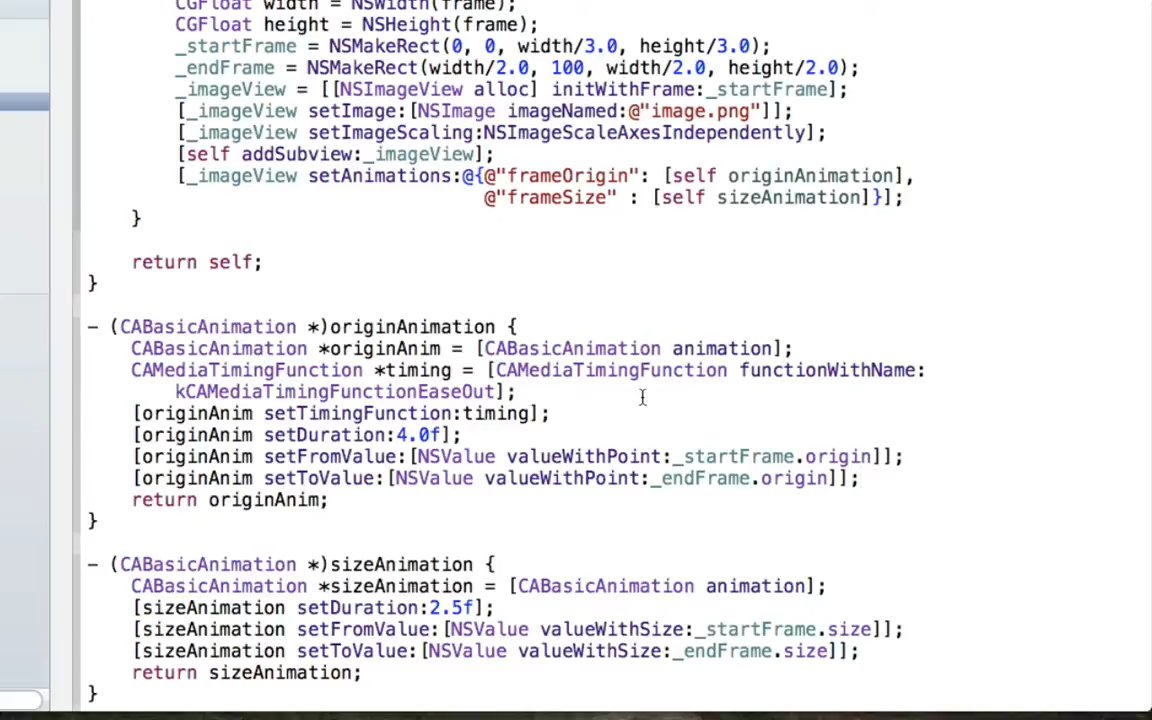 CGFloat width = NSWidth(frame);
CGFloat height = NSHeight(frame);
_startFrame = NSMakeRect(0, 0, width/3.0, height/3.0);
_endFrame = NSMakeRect(width/2.0, 100, width/2.0, height/2.0);
_imageView = [[NSImageView alloc] initWithFrame:_startFrame];
[_imageView setImage:[NSImage imageNamed:@"image.png"]];
[_imageView setImageScaling:NSImageScaleAxesIndependently];
[self addSubview:_imageView];
[_imageView setAnimations:@{@"frameOrigin": [self originAnimation],
@"frameSize" : [self sizeAnimation]}];
}
return self;
}
- (CABasicAnimation *)originAnimation {
CABasicAnimation *originAnim = [CABasicAnimation animation];
CAMediaTimingFunction *timing = [CAMediaTimingFunction functionWithName:
kCAMediaTimingFunctionEaseOut];
[originAnim setTimingFunction:timing];
[originAnim setDuration:4.0f];
[originAnim setFromValue:[NSValue valueWithPoint:_startFrame.origin]];
[originAnim setToValue:[NSValue valueWithPoint:_endFrame.origin]];
return originAnim;
}
- (CABasicAnimation *)sizeAnimation {
CABasicAnimation *sizeAnimation = [CABasicAnimation animation];
[sizeAnimation setDuration:2.5f];
[sizeAnimation setFromValue:[NSValue valueWithSize:_startFrame.size]];
[sizeAnimation setToValue:[NSValue valueWithSize:_endFrame.size]];
return sizeAnimation;
}